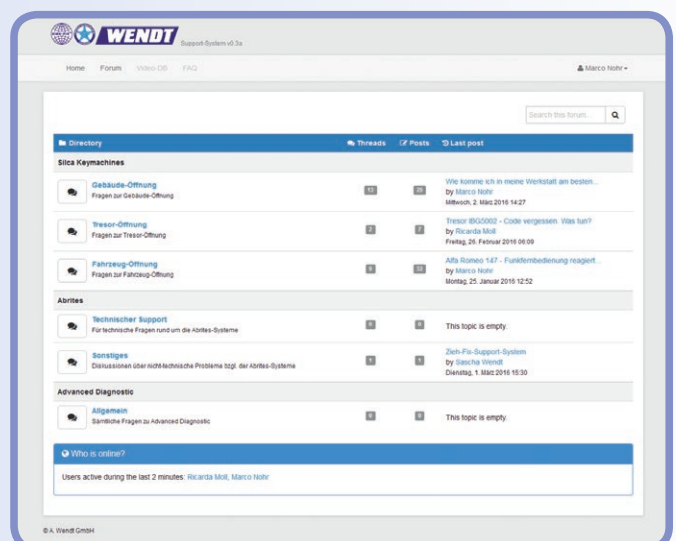 WENDT
Support-System v0.3a
Home Forum Video-DB FAQ Marco Nohr
Search this forum...
Directory Threads Posts Last post
Silca Keymachines
Gebäude-Öffnung
Fragen zur Gebäude-Öffnung
13
Wie komme ich in meine Werkstatt am besten...
by Marco Nohr
Mittwoch, 2. März 2016 14:27
Tresor-Öffnung
Fragen zur Tresor-Öffnung
2 7
Tresor IBG5002 - Code vergessen. Was tun?
by Ricarda Moll
Freitag, 26. Februar 2016 06:09
Fahrzeug-Öffnung
Fragen zur Fahrzeug-Öffnung
Alfa Romeo 147 - Funkfernbedienung reagiert...
by Marco Nohr
Montag, 25. Januar 2016 12:52
Abrites
Technischer Support
Für technische Fragen rund um die Abrites-Systeme
0 0
This topic is empty.
Sonstiges
Diskussionen über nicht-technische Probleme bzgl. der Abrites-Systeme
1 1
Zieh-Fix-Support-System
by Sascha Wendt
Dienstag, 1. März 2016 15:30
Advanced Diagnostic
Allgemein
Sämtliche Fragen zu Advanced Diagnostic
0 0
This topic is empty.
Who is online?
Users active during the last 2 minutes: Ricarda Moll, Marco Nohr
© A. Wendt GmbH